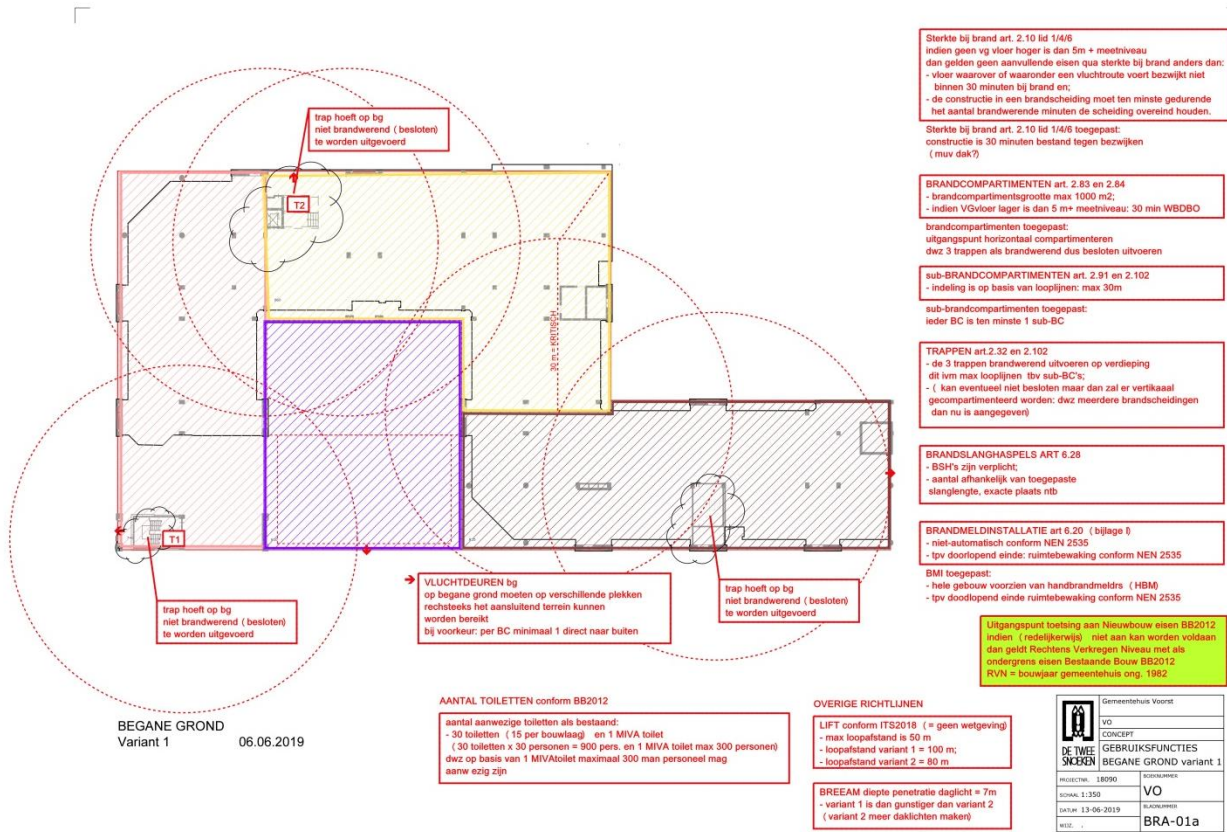 trap hoeft op bg
niet brandwerend ( besloten)
te worden uitgevoerd
T2
30 m = KRITISCH
T1
trap hoeft op bg
niet brandwerend ( besloten)
te worden uitgevoerd
VLUCHTDEUREN bg
op begane grond moeten op verschillende plekken
rechsteeks het aansluitend terrein kunnen
worden bereikt
bij voorkeur: per BC minimaal 1 direct naar buiten
trap hoeft op bg
niet brandwerend ( besloten)
te worden uitgevoerd
BEGANE GROND
Variant 1 06.06.2019
AANTAL TOILETTEN conform BB2012
aantal aanwezige toiletten als bestaand:
- 30 toiletten ( 15 per bouwlaag) en 1 MIVA toilet
( 30 toiletten x 30 personen = 900 pers. en 1 MIVA toilet max 300 personen)
dwz op basis van 1 MIVAtoilet maximaal 300 man personeel mag
aanw ezig zijn
Sterkte bij brand art. 2.10 lid 1/4/6
indien geen vg vloer hoger is dan 5m + meetniveau
dan gelden geen aanvullende eisen qua sterkte bij brand anders dan:
- vloer waarover of waaronder een vluchtroute voert bezwijkt niet
binnen 30 minuten bij brand en;
- de constructie in een brandscheiding moet ten minste gedurende
het aantal brandwerende minuten de scheiding overeind houden.
Sterkte bij brand art. 2.10 lid 1/4/6 toegepast:
constructie is 30 minuten bestand tegen bezwijken
( muv dak?)
BRANDCOMPARTIMENTEN art. 2.83 en 2.84
- brandcompartimentsgrootte max 1000 m2;
- indien VGvloer lager is dan 5 m+ meetniveau: 30 min WBDBO
brandcompartimenten toegepast:
uitgangspunt horizontaal compartimenteren
dwz 3 trappen als brandwerend dus besloten uitvoeren
sub-BRANDCOMPARTIMENTEN art. 2.91 en 2.102
- indeling is op basis van looplijnen: max 30m
sub-brandcompartimenten toegepast:
ieder BC is ten minste 1 sub-BC
TRAPPEN art.2.32 en 2.102
- de 3 trappen brandwerend uitvoeren op verdieping
dit ivm max looplijnen tbv sub-BC's;
- ( kan eventueel niet besloten maar dan zal er vertikaaal
gecompartimenteerd worden: dwz meerdere brandscheidingen
dan nu is aangegeven)
BRANDSLANGHASPELS ART 6.28
- BSH's zijn verplicht;
- aantal afhankelijk van toegepaste
slanglengte, exacte plaats ntb
BRANDMELDINSTALLATIE art 6.20 ( bijlage I)
- niet-automatisch conform NEN 2535
- tpv doorlopend einde: ruimtebewaking conform NEN 2535
BMI toegepast:
- hele gebouw voorzien van handbrandmeldrs ( HBM)
- tpv doodlopend einde ruimtebewaking conform NEN 2535
Uitgangspunt toetsing aan Nieuwbouw eisen BB2012
indien ( redelijkerwijs) niet aan kan worden voldaan
dan geldt Rechtens Verkregen Niveau met als
ondergrens eisen Bestaande Bouw BB2012
RVN = bouwjaar gemeentehuis ong. 1982
OVERIGE RICHTLIJNEN
LIFT conform ITS2018 ( = geen wetgeving)
- max loopafstand is 50 m
- loopafstand variant 1 = 100 m;
- loopafstand variant 2 = 80 m
BREEAM diepte penetratie daglicht = 7m
- variant 1 is dan gunstiger dan variant 2
( variant 2 meer daklichten maken)
DE TWEE
SNOEKEN
Gemeentehuis Voorst
VO
CONCEPT
GEBRUIKSFUNCTIES
BEGANE GROND variant 1
PROJECTNR. 18090
BOEKNUMMER
SCHAAL 1:350
VO
DATUM 13-06-2019
BLADNUMMER
WIJZ. .
BRA-01a